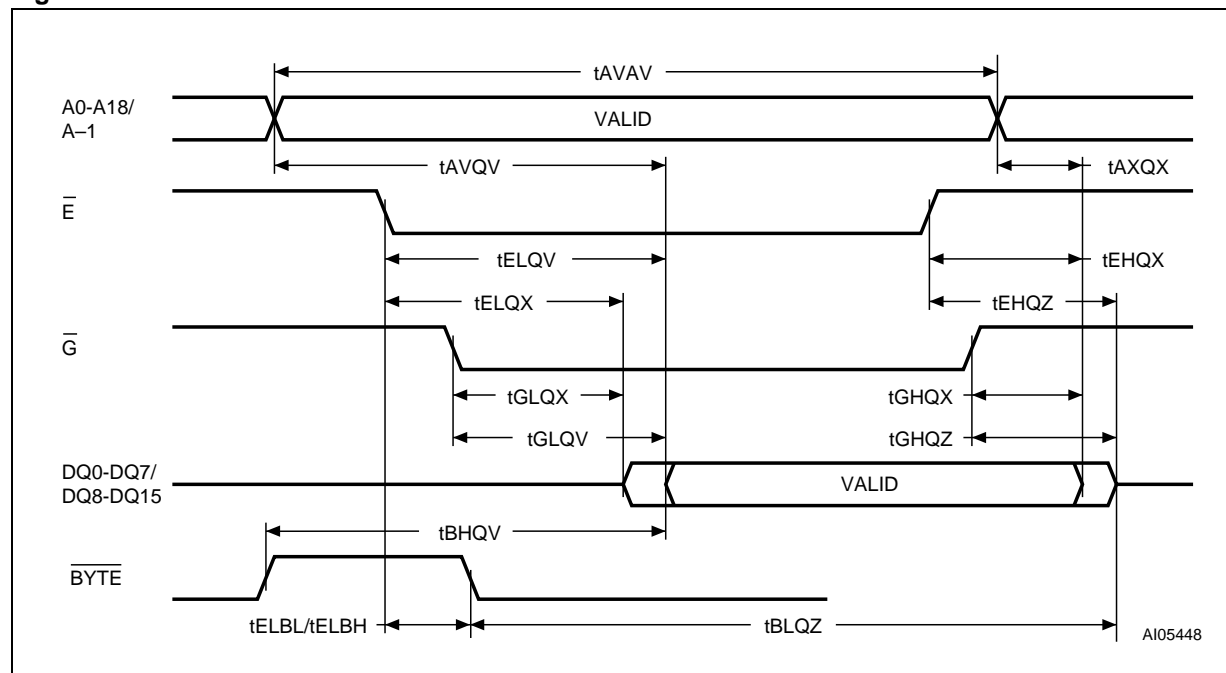 tAVAV
A0-A18/
A–1
VALID
tAVQV
tAXQX
E
tELQV
tEHQX
tELQX
tEHQZ
G
tGLQX
tGHQX
tGLQV
tGHQZ
DQ0-DQ7/
DQ8-DQ15
VALID
tBHQV
BYTE
tELBL/tELBH
tBLQZ
AI05448